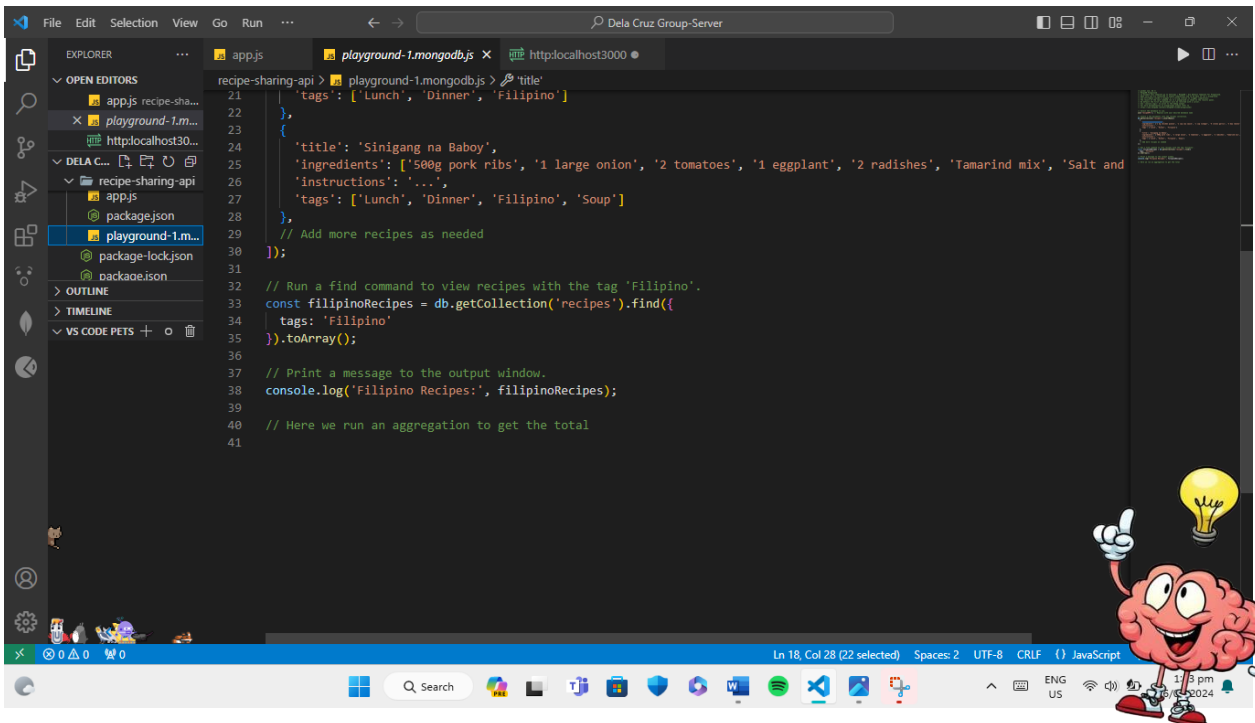 File Edit Selection View Go Run ··· Dela Cruz Group-Server
EXPLORER ···
OPEN EDITORS
app.js recipe-sha...
playground-1.m...
http:localhost30...
DELA C...
recipe-sharing-api
app.js
package.json
playground-1.m...
package-lock.json
package.json
OUTLINE
TIMELINE
VS CODE PETS
app.js playground-1.mongodb.js http:localhost3000
recipe-sharing-api > playground-1.mongodb.js > 'title'
21 'tags': ['Lunch', 'Dinner', 'Filipino']
22 },
23 {
24 'title': 'Sinigang na Baboy',
25 'ingredients': ['500g pork ribs', '1 large onion', '2 tomatoes', '1 eggplant', '2 radishes', 'Tamarind mix', 'Salt and
26 'instructions': '...',
27 'tags': ['Lunch', 'Dinner', 'Filipino', 'Soup']
28 },
29 // Add more recipes as needed
30 ]);
31
32 // Run a find command to view recipes with the tag 'Filipino'.
33 const filipinoRecipes = db.getCollection('recipes').find({
34 tags: 'Filipino'
35 }).toArray();
36
37 // Print a message to the output window.
38 console.log('Filipino Recipes:', filipinoRecipes);
39
40 // Here we run an aggregation to get the total
41
0 0 0 Ln 18, Col 28 (22 selected) Spaces: 2 UTF-8 CRLF {} JavaScript
Search PRE ENG
US
pm
2024